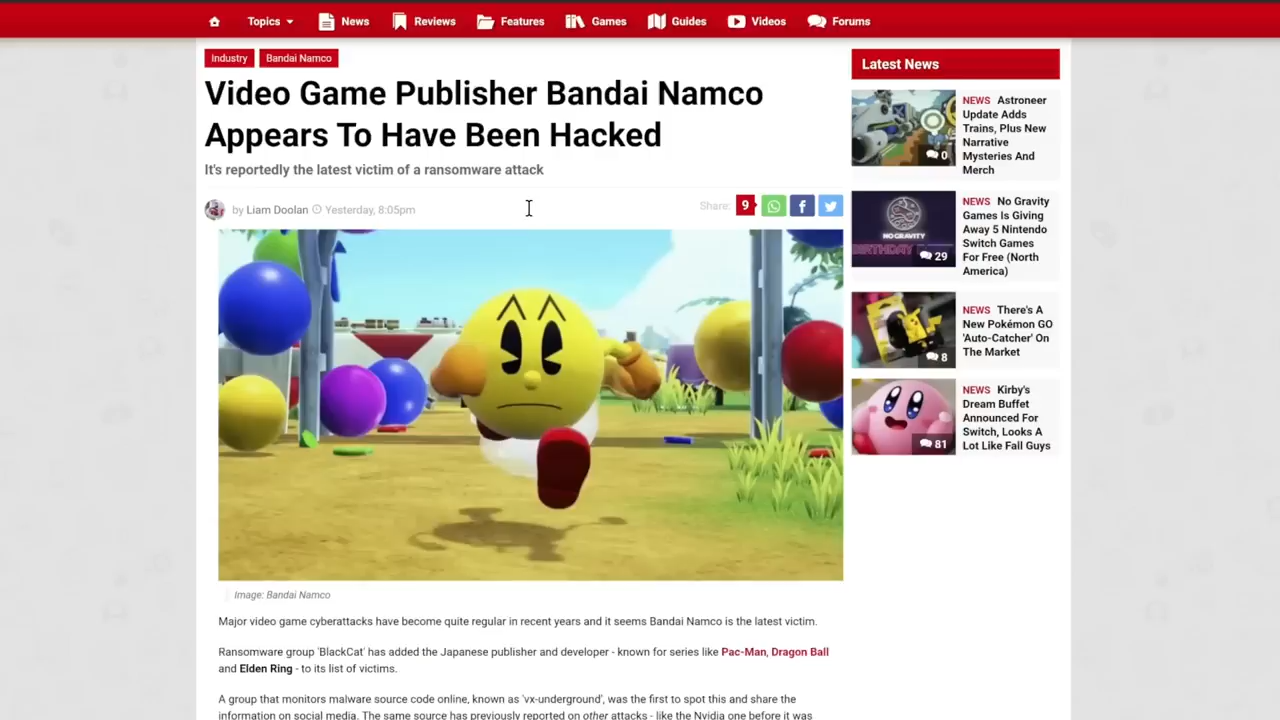 Topics News Reviews Features Games Guides Videos Forums
Industry Bandai Namco
Video Game Publisher Bandai Namco
Appears To Have Been Hacked
It's reportedly the latest victim of a ransomware attack
by Liam Doolan Yesterday, 8:05pm
Share: 9
Image: Bandai Namco
Major video game cyberattacks have become quite regular in recent years and it seems Bandai Namco is the latest victim.
Ransomware group 'BlackCat' has added the Japanese publisher and developer - known for series like Pac-Man, Dragon Ball
and Elden Ring - to its list of victims.
A group that monitors malware source code online, known as 'vx-underground', was the first to spot this and share the
information on social media. The same source has previously reported on other attacks - like the Nvidia one before it was
Latest News
NEWS Astroneer
Update Adds
Trains, Plus New
Narrative
Mysteries And
Merch
0
NEWS No Gravity
Games Is Giving
Away 5 Nintendo
Switch Games
For Free (North
America)
NO GRAVITY
BIRTHDAY
29
NEWS There's A
New Pokémon GO
'Auto-Catcher' On
The Market
8
NEWS Kirby's
Dream Buffet
Announced For
Switch, Looks A
Lot Like Fall Guys
81